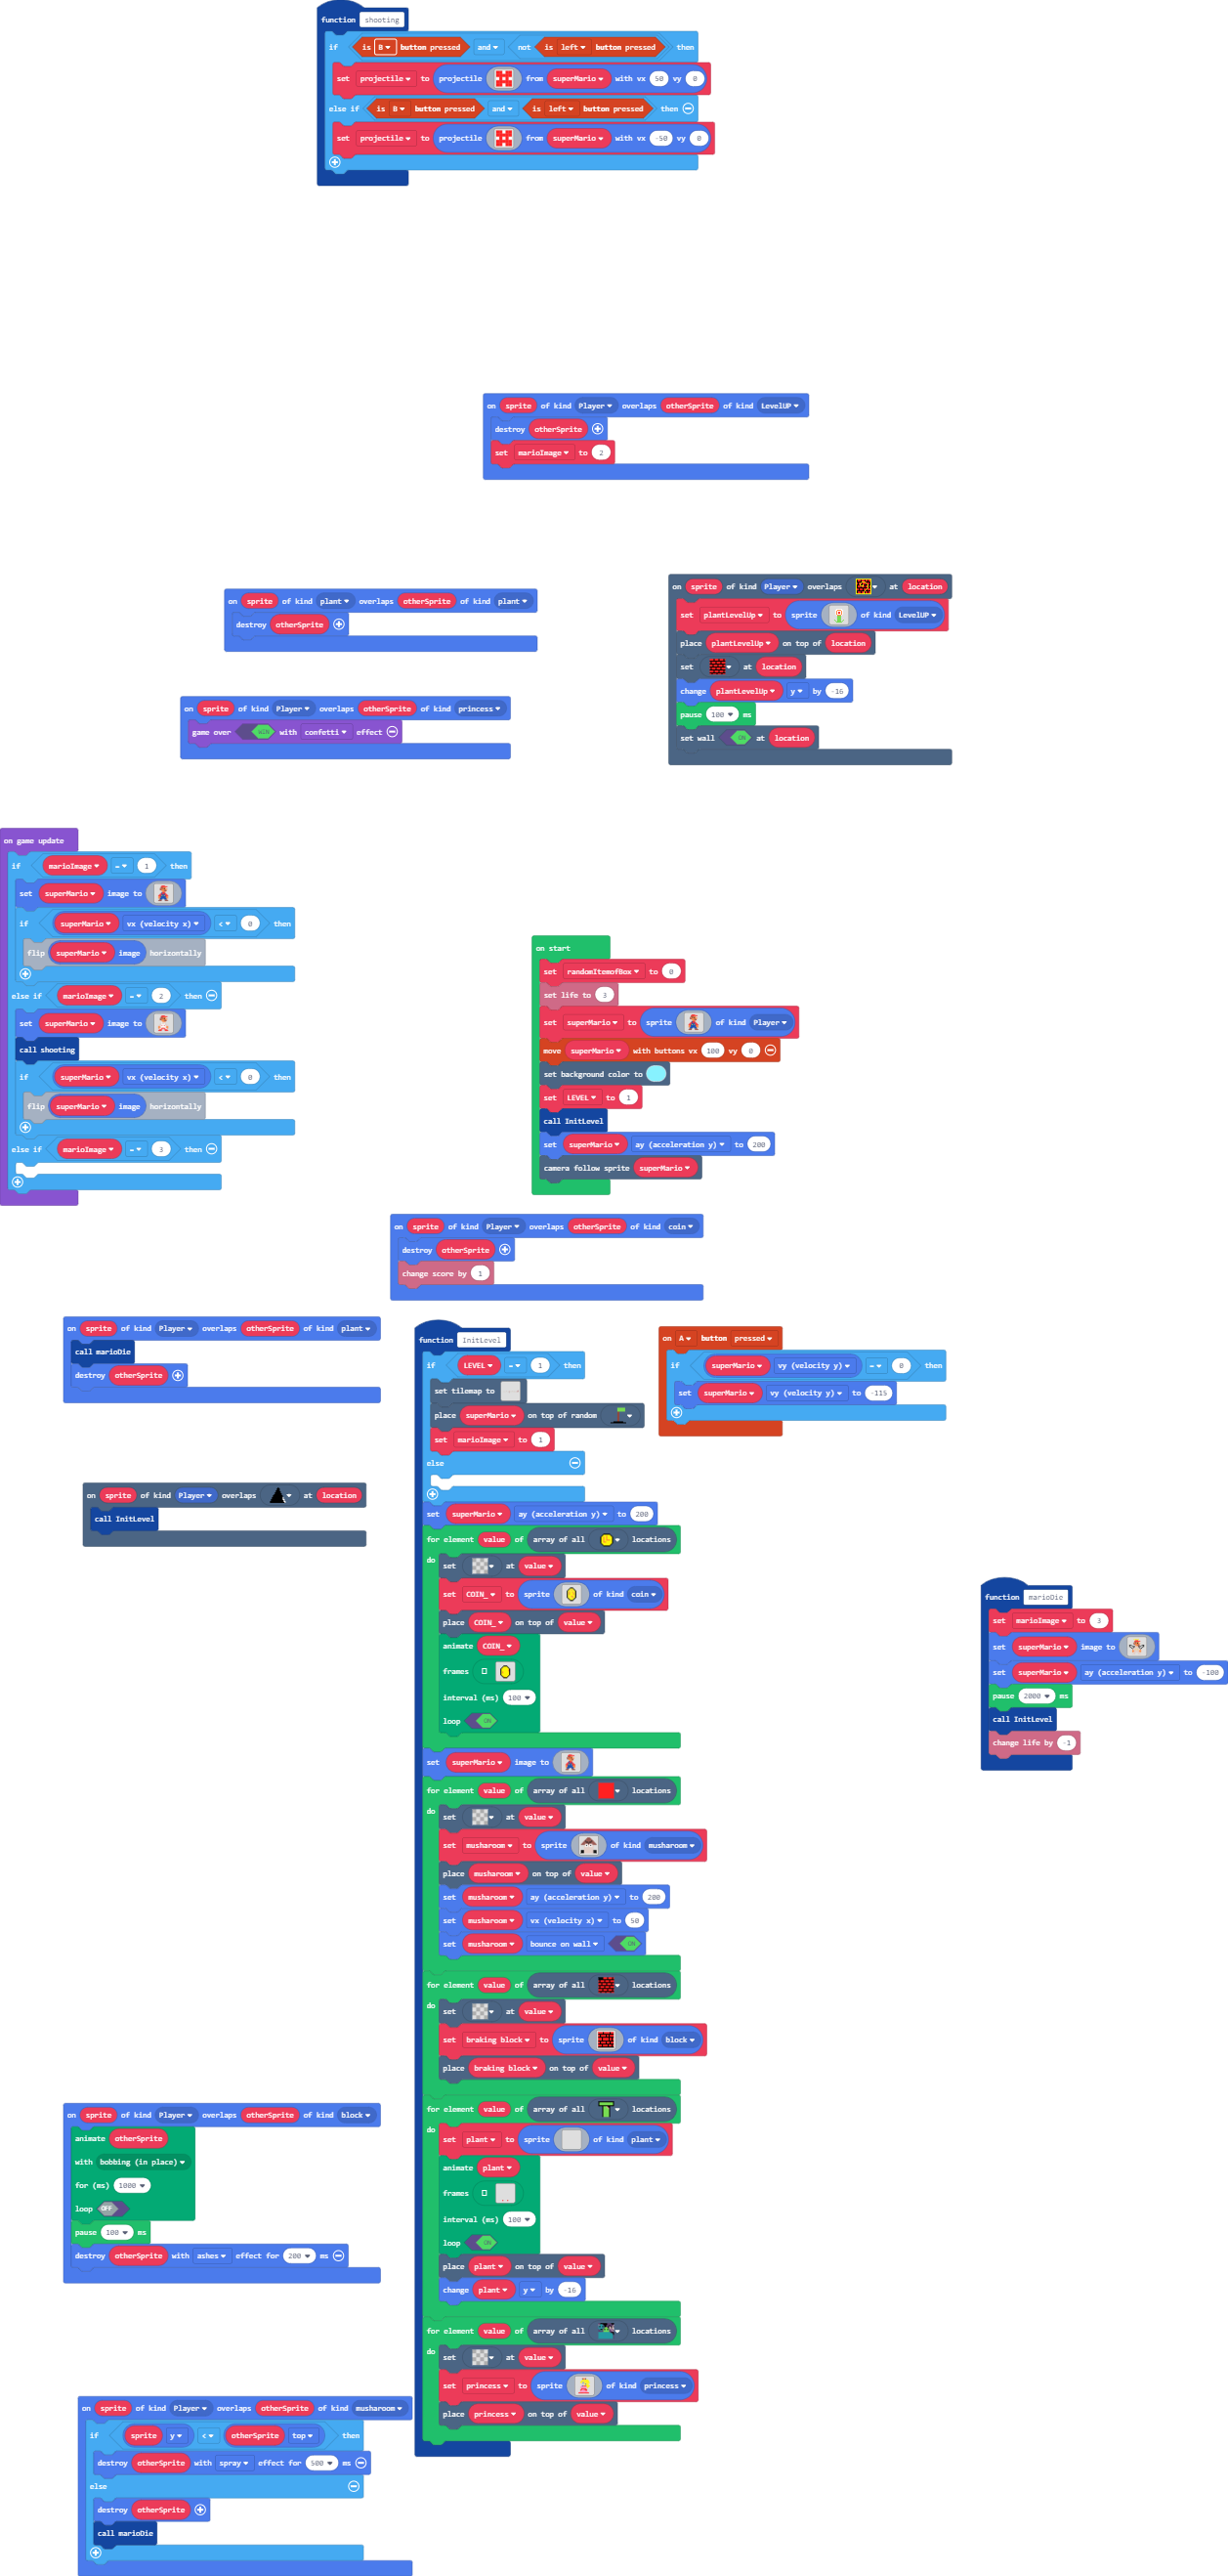 function shooting
if is B button pressed and not is left button pressed then
set projectile to projectile from superMario with vx 50 vy 0
else if is B button pressed and is left button pressed then
set projectile to projectile from superMario with vx -50 vy 0
on sprite of kind Player overlaps otherSprite of kind LevelUP
destroy otherSprite
set marioImage to 2
on sprite of kind plant overlaps otherSprite of kind plant
destroy otherSprite
on sprite of kind Player overlaps at location
set plantLevelUp to sprite of kind LevelUP
place plantLevelUp on top of location
set at location
change plantLevelUp y by -16
pause 100 ms
set wall ON at location
on sprite of kind Player overlaps otherSprite of kind princess
game over WIN with confetti effect
on game update
if marioImage = 1 then
set superMario image to
if superMario vx (velocity x) < 0 then
flip superMario image horizontally
else if marioImage = 2 then
set superMario image to
call shooting
if superMario vx (velocity x) < 0 then
flip superMario image horizontally
else if marioImage = 3 then
on start
set randomItemofBox to 0
set life to 3
set superMario to sprite of kind Player
move superMario with buttons vx 100 vy 0
set background color to
set LEVEL to 1
call InitLevel
set superMario ay (acceleration y) to 200
camera follow sprite superMario
on sprite of kind Player overlaps otherSprite of kind coin
destroy otherSprite
change score by 1
on sprite of kind Player overlaps otherSprite of kind plant
call marioDie
destroy otherSprite
on sprite of kind Player overlaps at location
call InitLevel
function InitLevel
if LEVEL = 1 then
set tilemap to
place superMario on top of random
set marioImage to 1
else
set superMario ay (acceleration y) to 200
for element value of array of all locations
do set at value
set COIN_ to sprite of kind coin
place COIN_ on top of value
animate COIN_
frames
interval (ms) 100
loop ON
set superMario image to
for element value of array of all locations
do set at value
set musharoom to sprite of kind musharoom
place musharoom on top of value
set musharoom ay (acceleration y) to 200
set musharoom vx (velocity x) to 50
set musharoom bounce on wall ON
for element value of array of all locations
do set at value
set braking block to sprite of kind block
place braking block on top of value
for element value of array of all locations
do set plant to sprite of kind plant
animate plant
frames
interval (ms) 100
loop ON
place plant on top of value
change plant y by -16
for element value of array of all locations
do set at value
set princess to sprite of kind princess
place princess on top of value
on A button pressed
if superMario vy (velocity y) = 0 then
set superMario vy (velocity y) to -115
function marioDie
set marioImage to 3
set superMario image to
set superMario ay (acceleration y) to -100
pause 2000 ms
call InitLevel
change life by -1
on sprite of kind Player overlaps otherSprite of kind block
animate otherSprite
with bobbing (in place)
for (ms) 1000
loop OFF
pause 100 ms
destroy otherSprite with ashes effect for 200 ms
on sprite of kind Player overlaps otherSprite of kind musharoom
if sprite y < otherSprite top then
destroy otherSprite with spray effect for 500 ms
else
destroy otherSprite
call marioDie